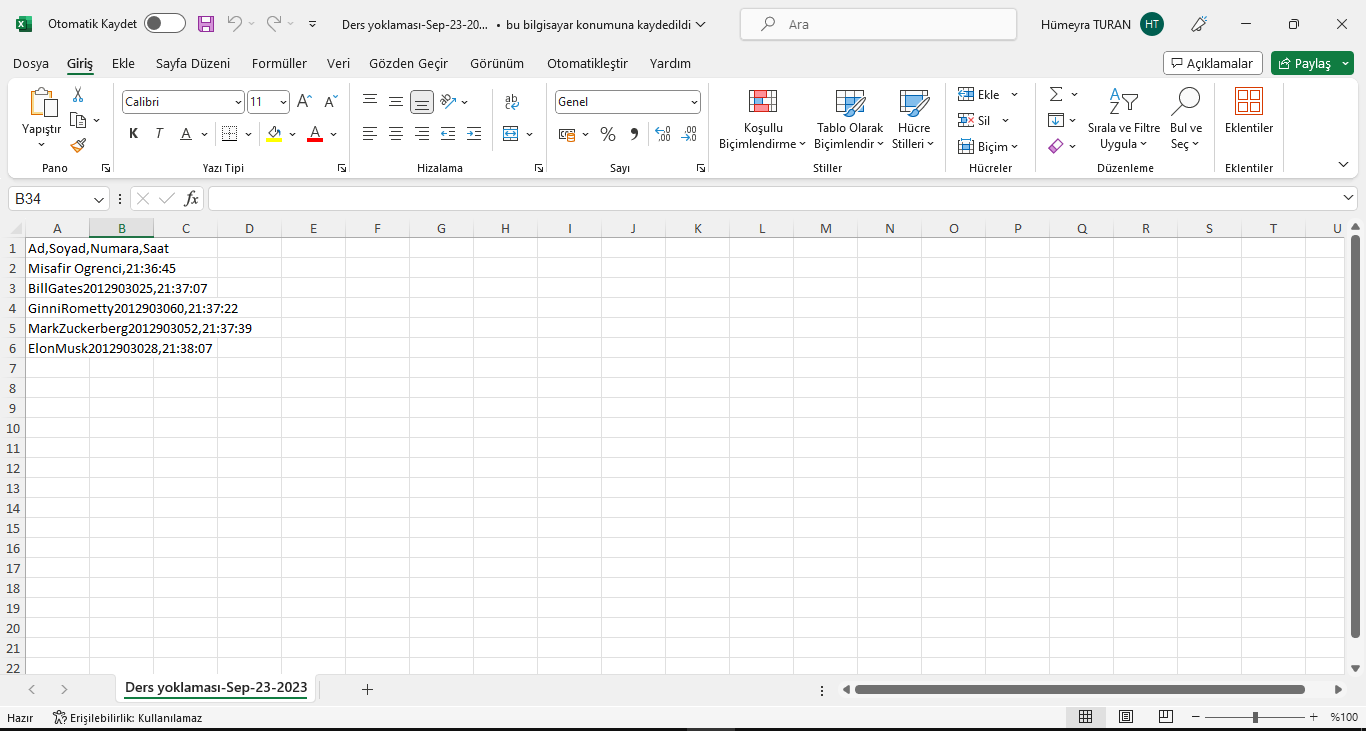 Otomatik Kaydet
Ders yoklaması-Sep-23-20... • bu bilgisayar konumuna kaydedildi
Ara
Hümeyra TURAN HT
Dosya Giriş Ekle Sayfa Düzeni Formüller Veri Gözden Geçir Görünüm Otomatikleştir Yardım
Açıklamalar Paylaş
Yapıştır
Pano
Calibri 11
K T A A
Yazı Tipi
ab
Hizalama
Genel
% 000
Sayı
Koşullu
Biçimlendirme
Tablo Olarak
Biçimlendir
Hücre
Stilleri
Stiller
Ekle
Sil
Biçim
Hücreler
Sırala ve Filtre
Uygula
Bul ve
Seç
Düzenleme
Eklentiler
Eklentiler
B34 fx
A B C D E F G H I J K L M N O P Q R S T U
1 Ad,Soyad,Numara,Saat
2 Misafir Ogrenci,21:36:45
3 BillGates2012903025,21:37:07
4 GinniRometty2012903060,21:37:22
5 MarkZuckerberg2012903052,21:37:39
6 ElonMusk2012903028,21:38:07
7
8
9
10
11
12
13
14
15
16
17
18
19
20
21
22
Ders yoklaması-Sep-23-2023
Hazır Erişilebilirlik: Kullanılamaz %100